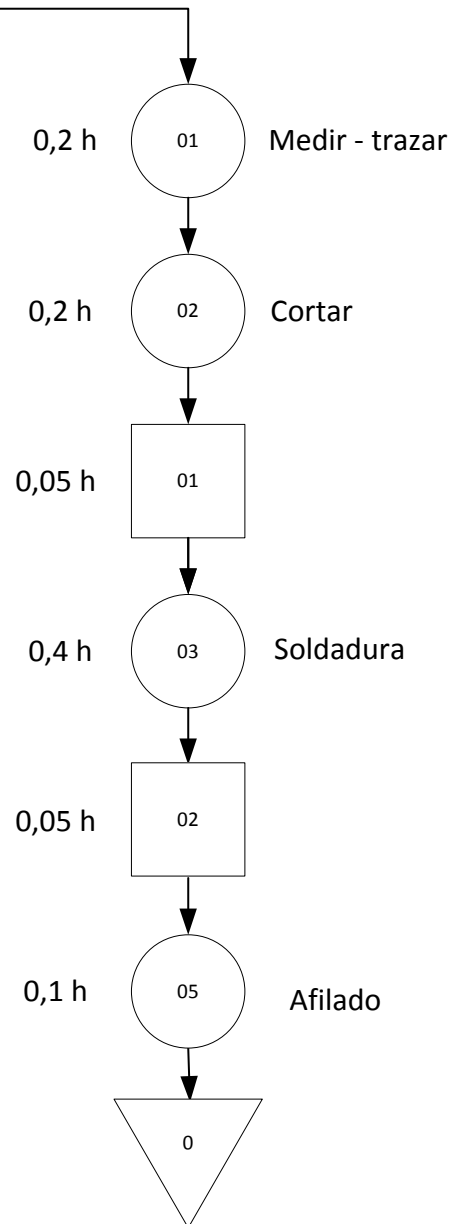 0,2 h 01 Medir - trazar
0,2 h 02 Cortar
0,05 h 01
0,4 h 03 Soldadura
0,05 h 02
0,1 h 05 Afilado
0